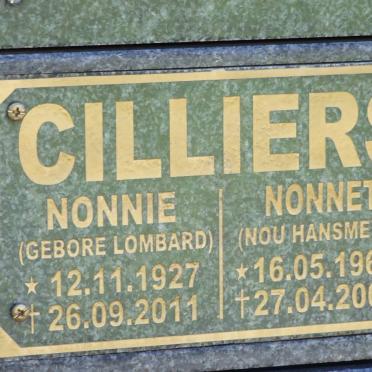 CILLIERS
NONNIE
(GEBORE LOMBARD)
★ 12.11.1927
† 26.09.2011
NONNET
(NOU HANSME
★ 16.05.196
† 27.04.200